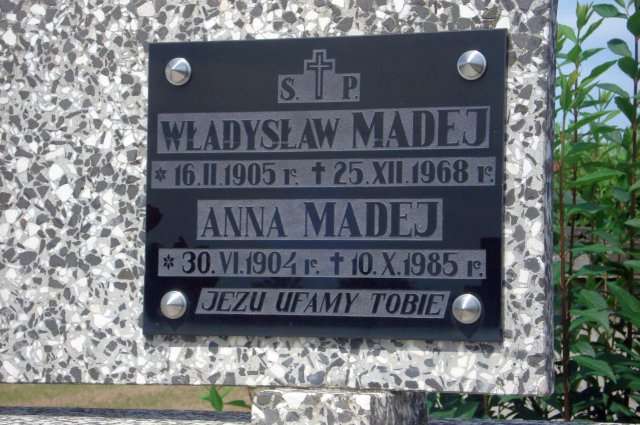 Ś. P.
WŁADYSŁAW MADEJ
* 16.II.1905 r. ✝ 25.XII.1968 r.
ANNA MADEJ
* 30.VI.1904 r. ✝ 10.X.1985 r.
JEZU UFAMY TOBIE